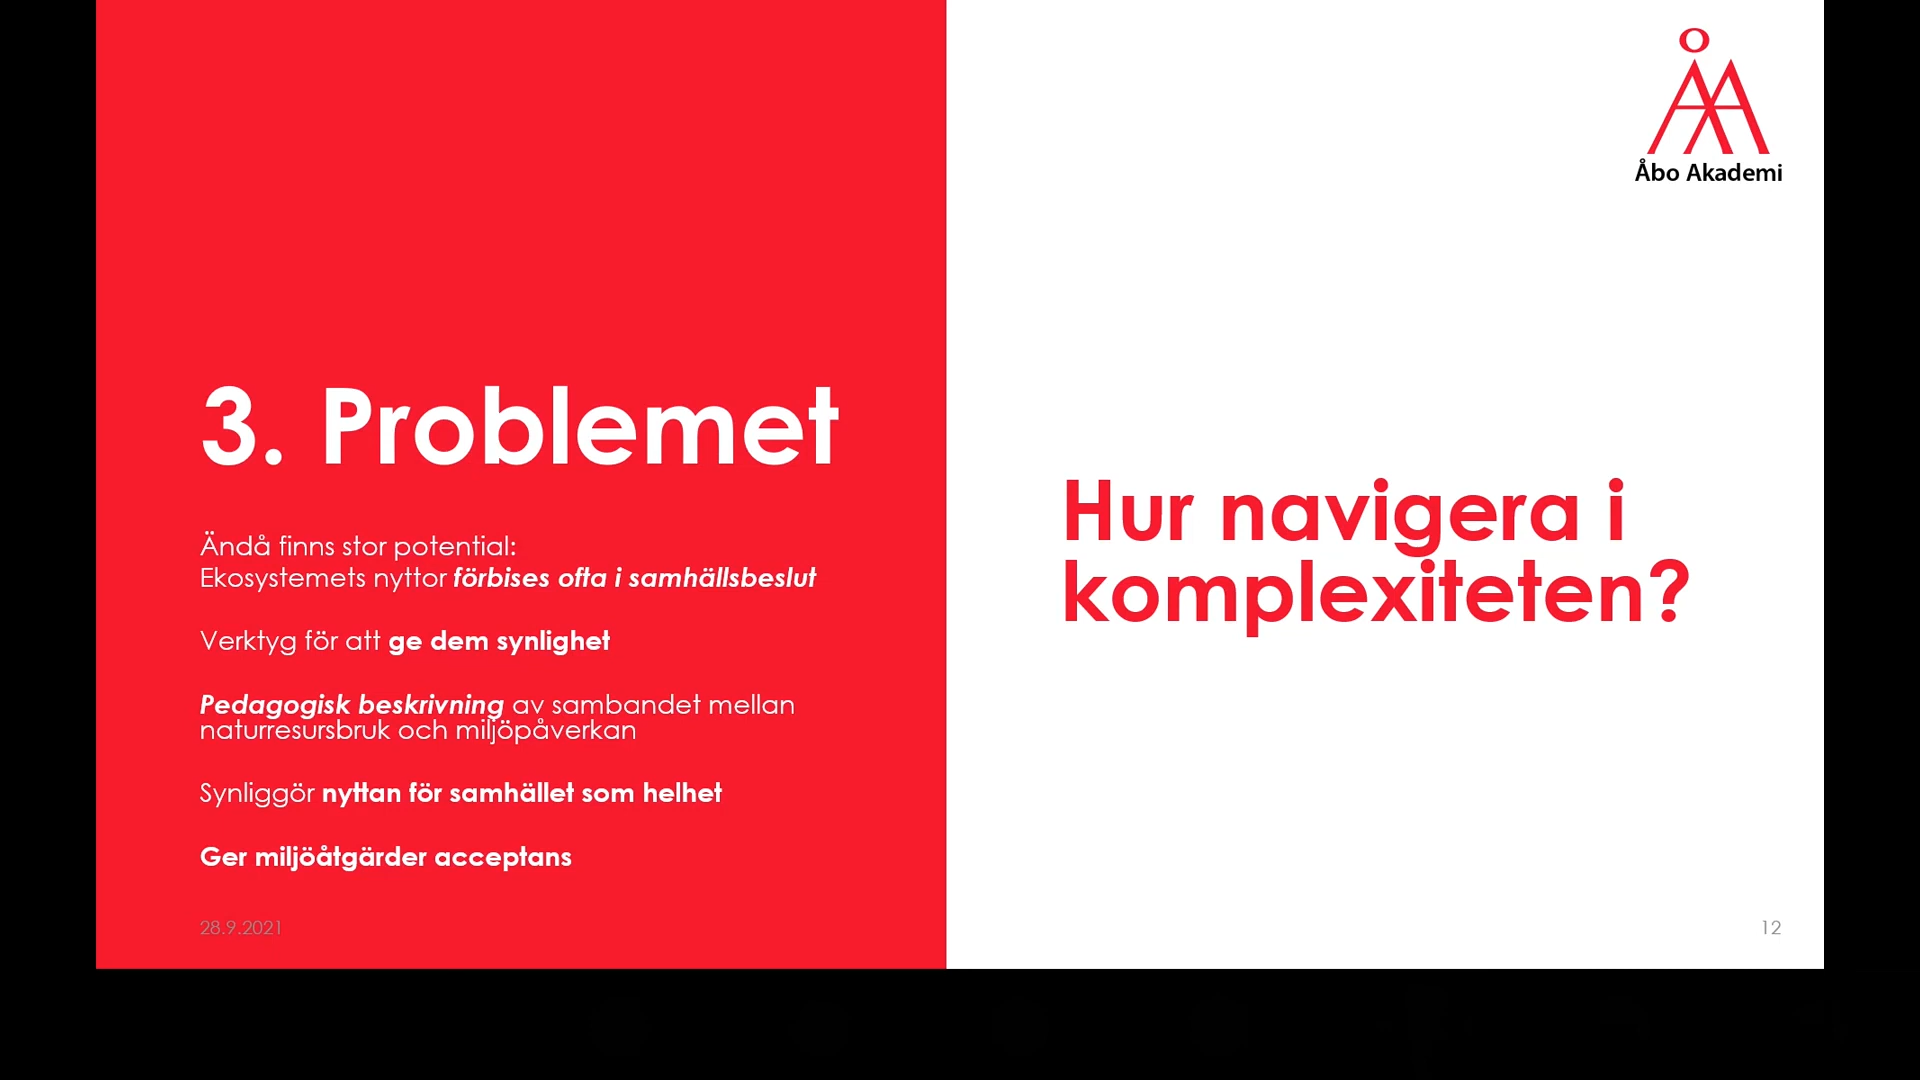 3. Problemet
Ändå finns stor potential:
Ekosystemets nyttor förbises ofta i samhällsbeslut
Verktyg för att ge dem synlighet
Pedagogisk beskrivning av sambandet mellan
naturresursbruk och miljöpåverkan
Synliggör nyttan för samhället som helhet
Ger miljöåtgärder acceptans
28.9.2021
ÅA
Åbo Akademi
Hur navigera i
komplexiteten?
12